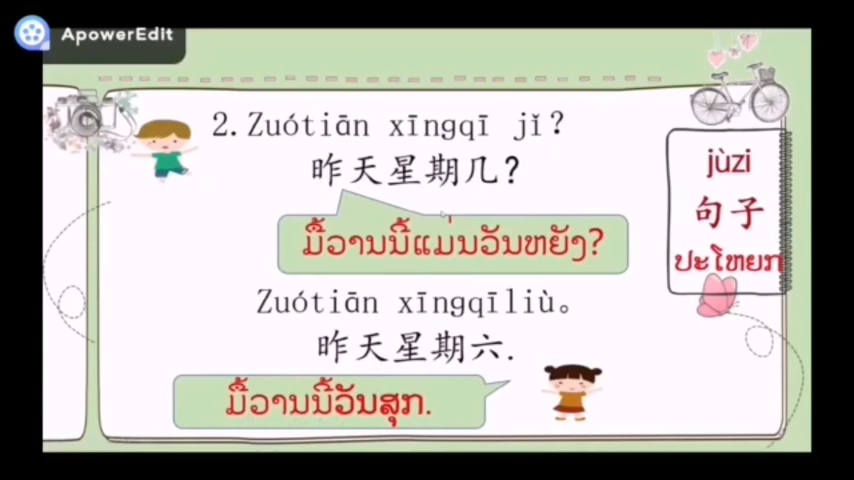 ApowerEdit
2.Zuótiān xīngqī jǐ?
昨天星期几?
ມື້ວານນີ້ແມ່ນວັນຫຍັງ?
Zuótiān xīngqīliù。
昨天星期六.
ມື້ວານນີ້ວັນສຸກ.
jùzi
句子
ປະໂຫຍກ